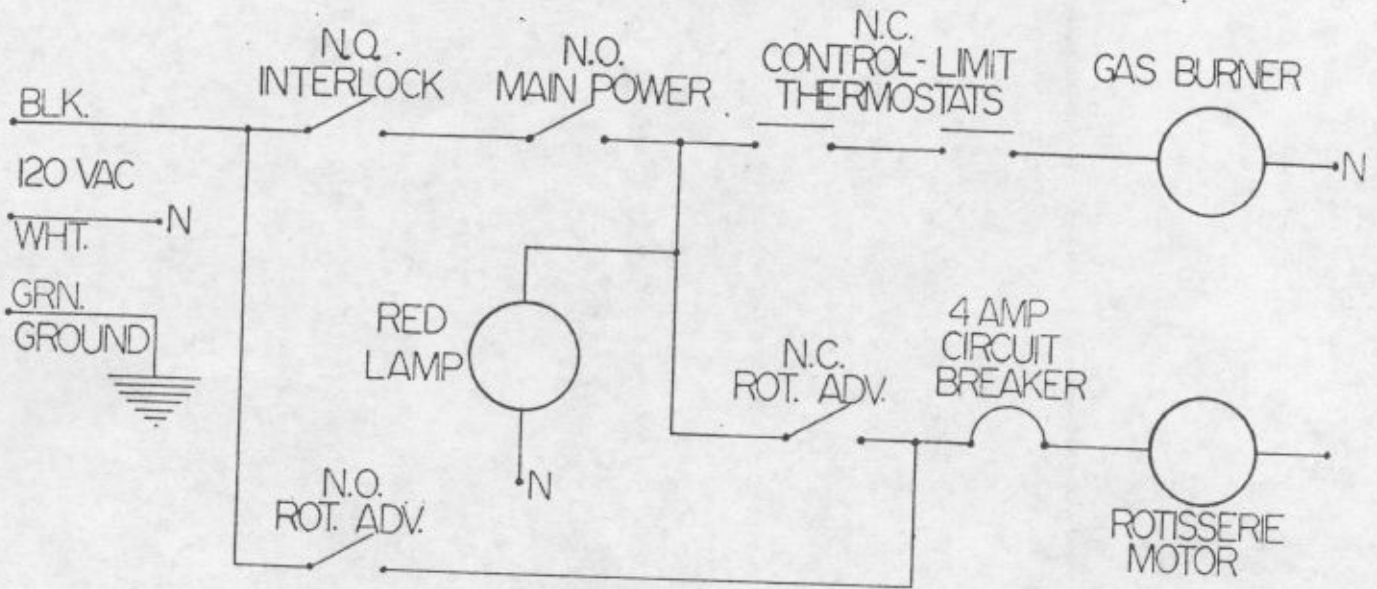 N.O.
INTERLOCK
N.O.
MAIN POWER
N.C.
CONTROL-LIMIT
THERMOSTATS
GAS BURNER
BLK.
120 VAC
N
WHT.
GRN.
GROUND
N
RED
LAMP
N
N.C.
ROT. ADV.
4 AMP
CIRCUIT
BREAKER
N.O.
ROT. ADV.
ROTISSERIE
MOTOR